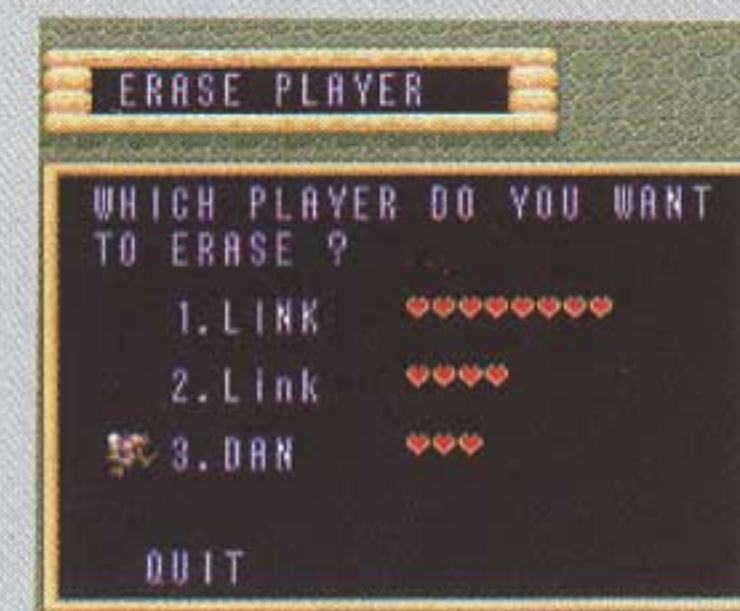 ERASE PLAYER
WHICH PLAYER DO YOU WANT
TO ERASE ?
1.LINK
2.Link
3.DAN
QUIT